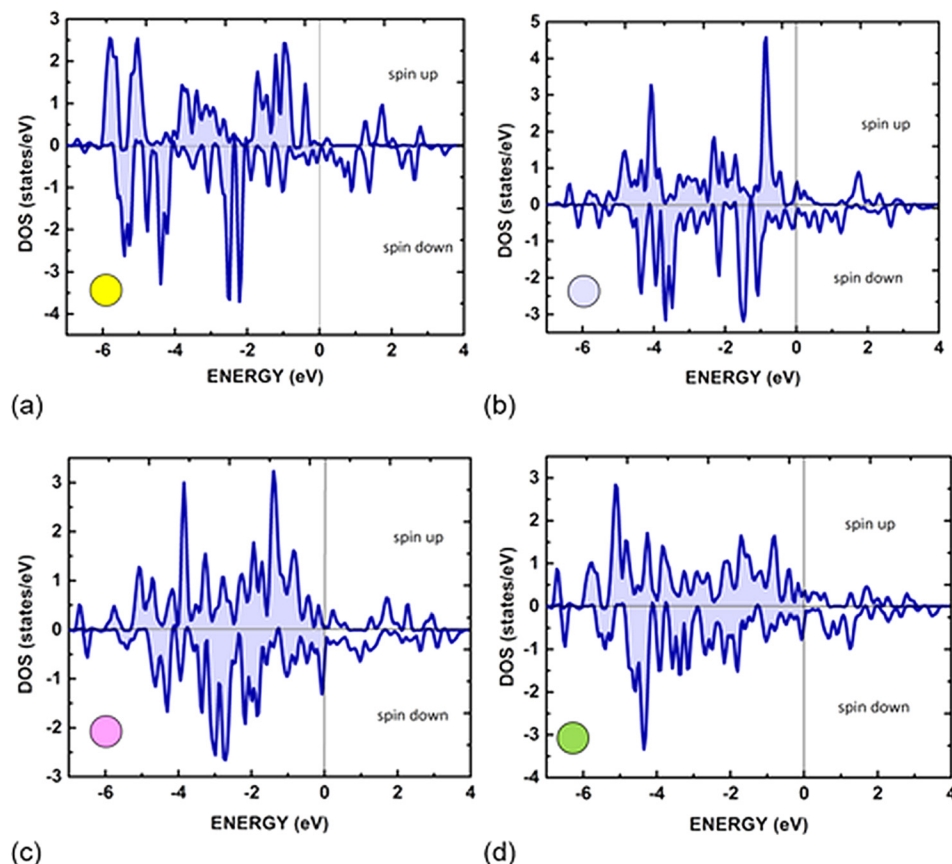 3
2
1
0
-1
-2
-3
-4
DOS (states/eV)
spin up
spin down
-6 -4 -2 0 2 4
ENERGY (eV)
(a)
5
4
3
2
1
0
-1
-2
-3
DOS (states/eV)
spin up
spin down
-6 -4 -2 0 2 4
ENERGY (eV)
(b)
3
2
1
0
-1
-2
3
DOS (states/eV)
spin up
spin down
-6 -4 -2 0 2 4
ENERGY (eV)
(c)
3
2
1
0
-1
-2
-3
-4
DOS (states/eV)
spin up
spin down
-6 -4 -2 0 2 4
ENERGY (eV)
(d)